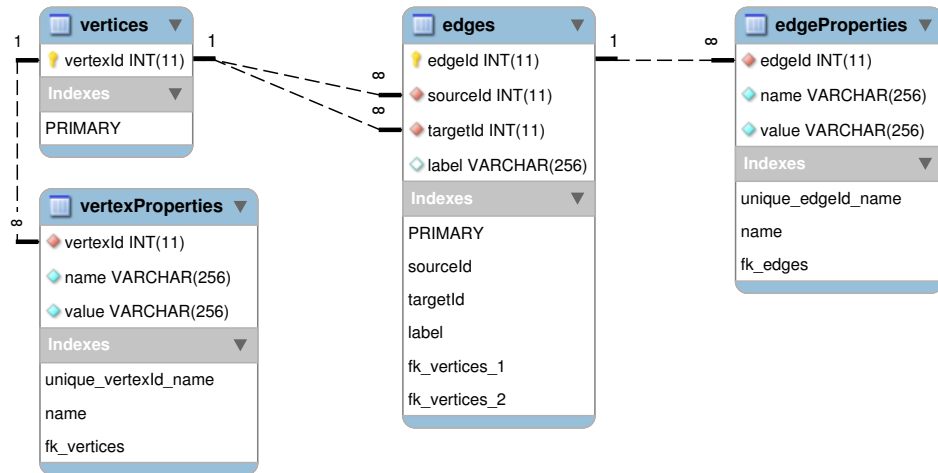 vertices
vertexId INT(11)
Indexes
PRIMARY
1
1
∞
∞
∞
vertexProperties
vertexId INT(11)
name VARCHAR(256)
value VARCHAR(256)
Indexes
unique_vertexId_name
name
fk_vertices
edges
edgeId INT(11)
sourceId INT(11)
targetId INT(11)
label VARCHAR(256)
Indexes
PRIMARY
sourceId
targetId
label
fk_vertices_1
fk_vertices_2
1
∞
edgeProperties
edgeId INT(11)
name VARCHAR(256)
value VARCHAR(256)
Indexes
unique_edgeId_name
name
fk_edges